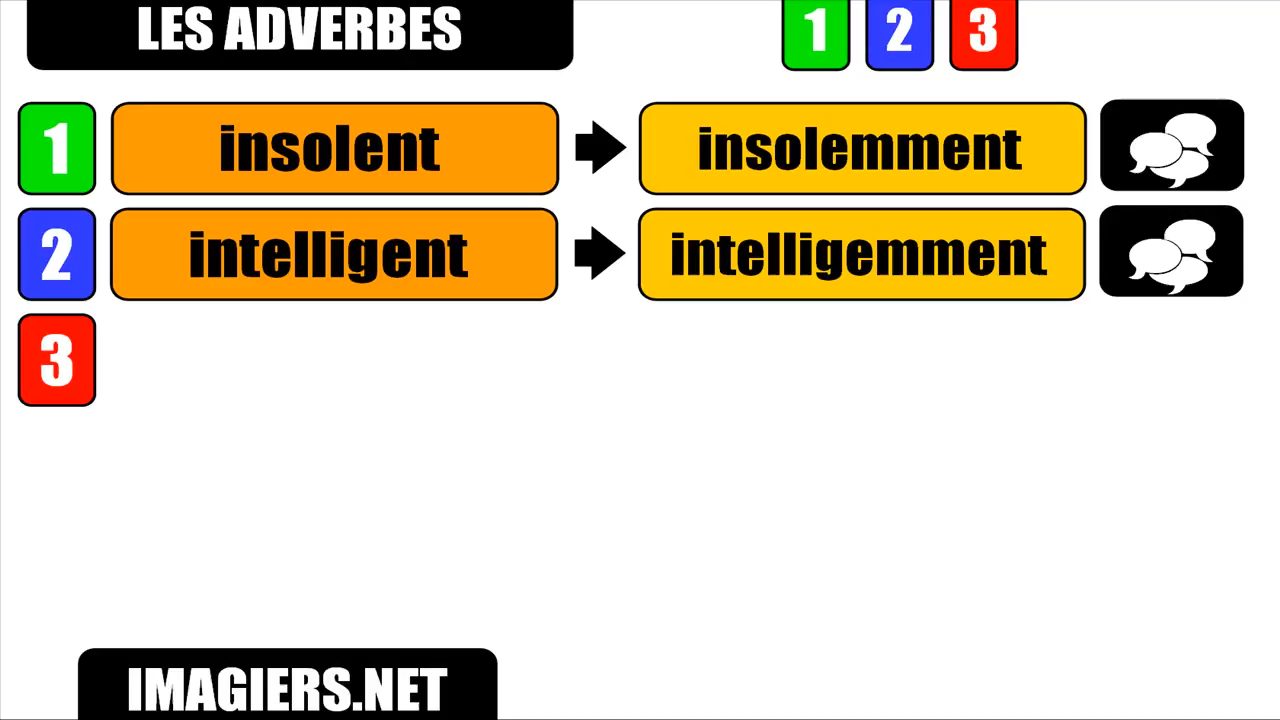 LES ADVERBES
1 2 3
1 insolent insolemment
2 intelligent intelligemment
3
IMAGIERS.NET